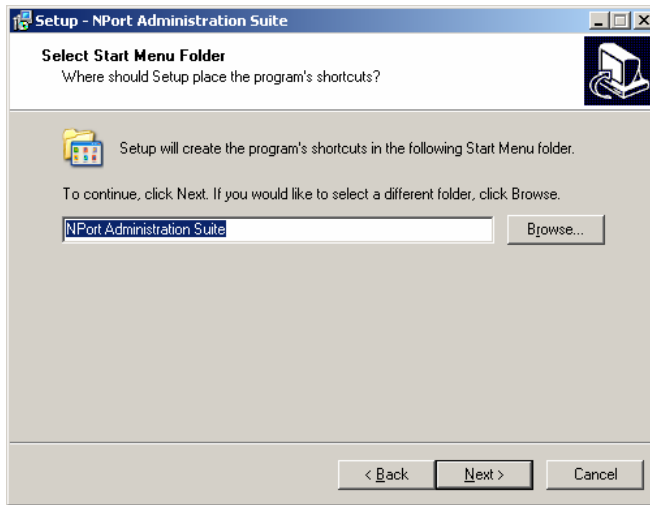 Setup - NPort Administration Suite
Select Start Menu Folder
Where should Setup place the program's shortcuts?
Setup will create the program's shortcuts in the following Start Menu folder.
To continue, click Next. If you would like to select a different folder, click Browse.
NPort Administration Suite
Browse...
< Back
Next >
Cancel